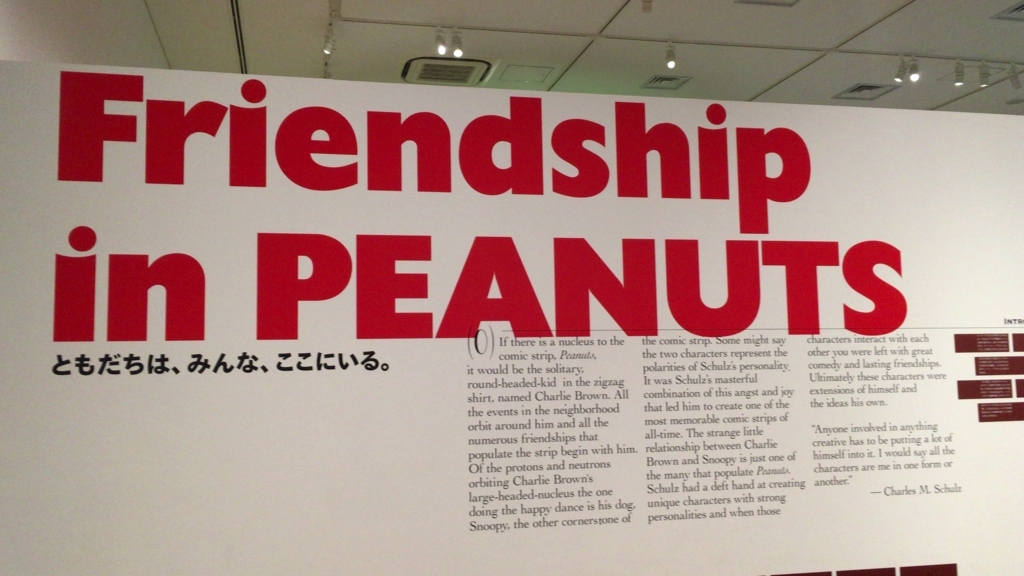 Friendship
in PEANUTS
ともだちは、みんな、ここにいる。
(0) If there is a nucleus to the
comic strip, Peanuts,
it would be the solitary,
round-headed-kid in the zigzag
shirt, named Charlie Brown. All
the events in the neighborhood
orbit around him and all the
numerous friendships that
populate the strip begin with him.
Of the protons and neutrons
orbiting Charlie Brown's
large-headed-nucleus the one
doing the happy dance is his dog,
Snoopy, the other cornerstone of
the comic strip. Some might say
the two characters represent the
polarities of Schulz's personality.
It was Schulz's masterful
combination of this angst and joy
that led him to create one of the
most memorable comic strips of
all-time. The strange little
relationship between Charlie
Brown and Snoopy is just one of
the many that populate Peanuts.
Schulz had a deft hand at creating
unique characters with strong
personalities and when those
characters interact with each
other you were left with great
comedy and lasting friendships.
Ultimately these characters were
extensions of himself and
the ideas his own.
"Anyone involved in anything
creative has to be putting a lot of
himself into it. I would say all the
characters are me in one form or
another."
— Charles M. Schulz